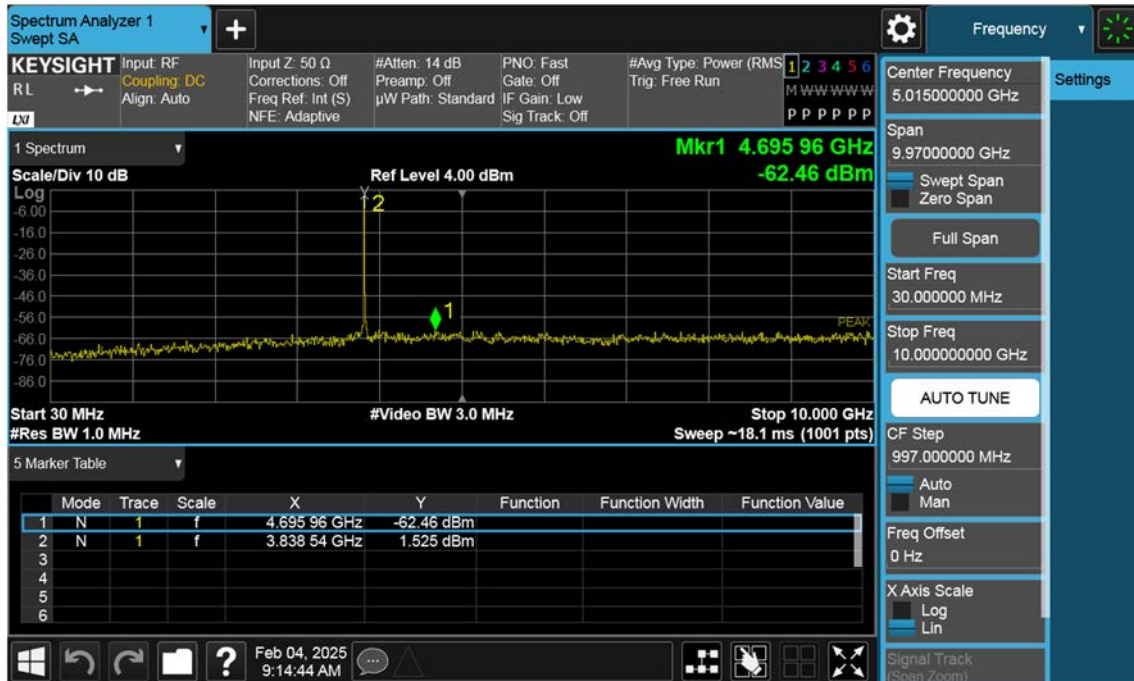 Spectrum Analyzer 1
Swept SA
+
Frequency
KEYSIGHT
RL
LXI
Input: RF
Coupling: DC
Align: Auto
Input Z: 50 Ω
Corrections: Off
Freq Ref: Int (S)
NFE: Adaptive
#Atten: 14 dB
Preamp: Off
µW Path: Standard
PNO: Fast
Gate: Off
IF Gain: Low
Sig Track: Off
#Avg Type: Power (RMS
Trig: Free Run
1 2 3 4 5 6
M W W W W W
P P P P P P
Center Frequency
5.015000000 GHz
Settings
1 Spectrum
Mkr1 4.695 96 GHz
-62.46 dBm
Scale/Div 10 dB
Ref Level 4.00 dBm
Log
-6.00
-16.0
-26.0
-36.0
-46.0
-56.0
-66.0
-76.0
-86.0
2
1
PEAK
Start 30 MHz
#Video BW 3.0 MHz
Stop 10.000 GHz
#Res BW 1.0 MHz
Sweep ~18.1 ms (1001 pts)
Span
9.97000000 GHz
Swept Span
Zero Span
Full Span
Start Freq
30.000000 MHz
Stop Freq
10.000000000 GHz
AUTO TUNE
CF Step
997.000000 MHz
Auto
Man
Freq Offset
0 Hz
X Axis Scale
Log
Lin
Signal Track
(Span Zoom)
5 Marker Table
Mode Trace Scale X Y Function Function Width Function Value
1 N 1 f 4.695 96 GHz -62.46 dBm
2 N 1 f 3.838 54 GHz 1.525 dBm
3
4
5
6
?
Feb 04, 2025
9:14:44 AM